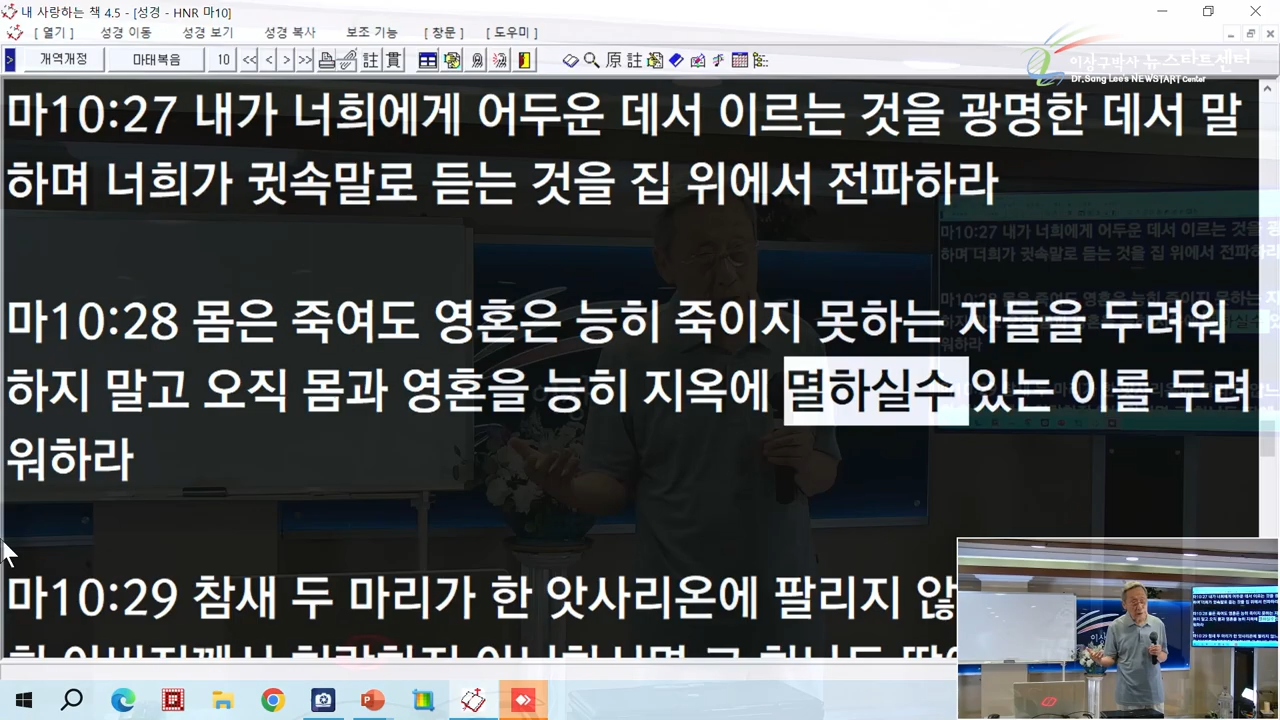 내 사랑하는 책 4.5 - [성경 - HNR 마10]
[ 열기 ] 성경 이동 성경 보기 성경 복사 보조 기능 [ 창문 ] [ 도우미 ]
개역개정 마태복음 10 << < > >> 註 貫 原 註
이상구박사 뉴스타트센터
Dr.Sang Lee's NEWSTART Center
마10:27 내가 너희에게 어두운 데서 이르는 것을 광명한 데서 말
하며 너희가 귓속말로 듣는 것을 집 위에서 전파하라
마10:28 몸은 죽여도 영혼은 능히 죽이지 못하는 자들을 두려워
하지 말고 오직 몸과 영혼을 능히 지옥에 멸하실수 있는 이를 두려
워하라
마10:29 참새 두 마리가 한 앗사리온에 팔리지 않